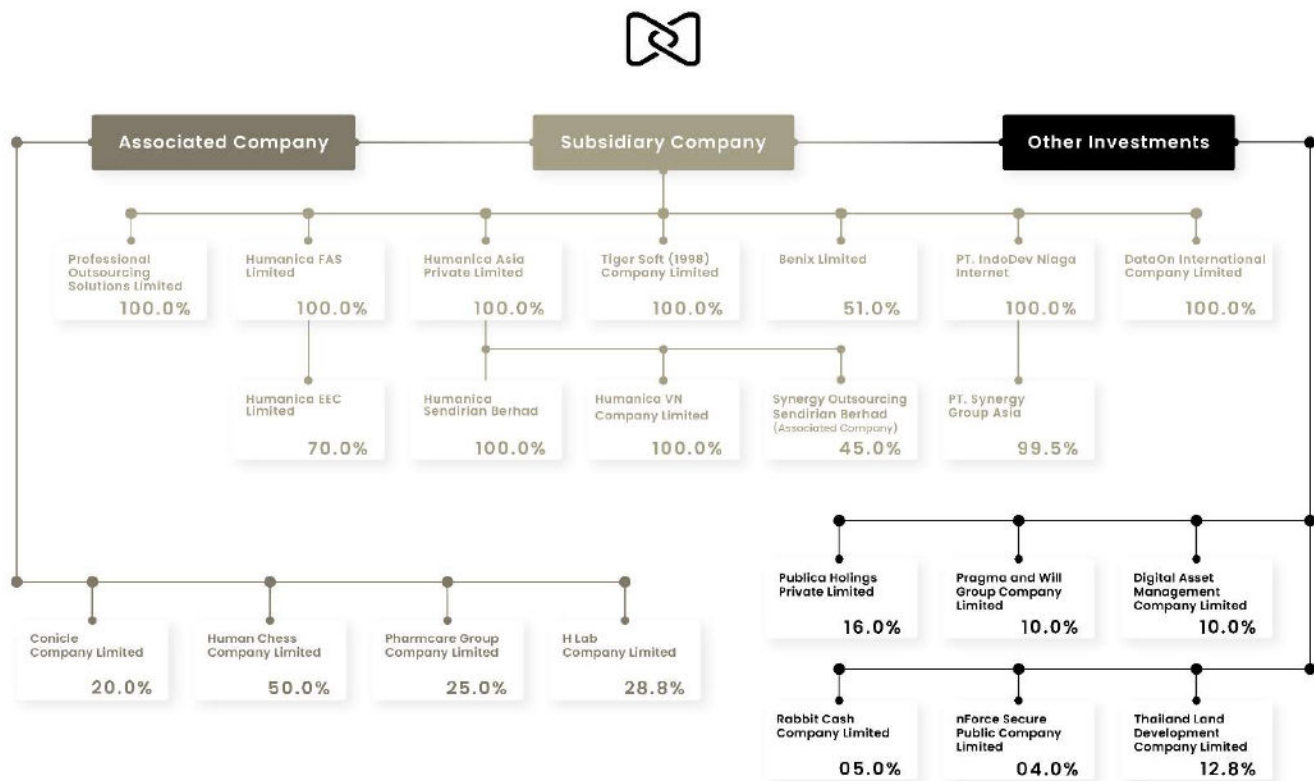 Associated Company
Subsidiary Company
Other Investments
Professional
Outsourcing
Solutions Limited
100.0%
Humanica FAS
Limited
100.0%
Humanica Asia
Private Limited
100.0%
Tiger Soft (1998)
Company Limited
100.0%
Benix Limited
51.0%
PT. IndoDev Niaga
Internet
100.0%
DataOn International
Company Limited
100.0%
Humanica EEC
Limited
70.0%
Humanica
Sendirian Berhad
100.0%
Humanica VN
Company Limited
100.0%
Synergy Outsourcing
Sendirian Berhad
(Associated Company)
45.0%
PT. Synergy
Group Asia
99.5%
Publica Holings
Private Limited
16.0%
Pragma and Will
Group Company
Limited
10.0%
Digital Asset
Management
Company Limited
10.0%
Conicle
Company Limited
20.0%
Human Chess
Company Limited
50.0%
Pharmcare Group
Company Limited
25.0%
H Lab
Company Limited
28.8%
Rabbit Cash
Company Limited
05.0%
nForce Secure
Public Company
Limited
04.0%
Thailand Land
Development
Company Limited
12.8%